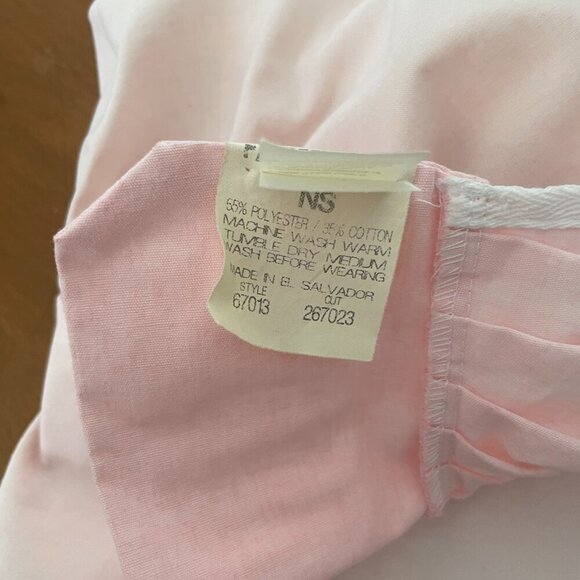 NS
65% POLYESTER / 35% COTTON
MACHINE WASH WARM
TUMBLE DRY MEDIUM
WASH BEFORE WEARING
MADE IN EL SALVADOR
STYLE CUT
67013 267023